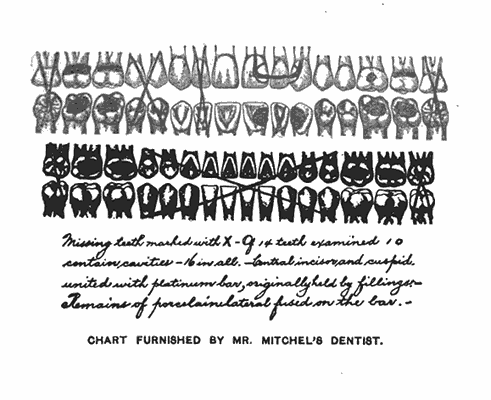 Missing teeth marked with X - Of 14 teeth examined 10
contain cavities - 16 in all. - Central incisor and cuspid
united with platinum bar, originally held by fillings. -
Remains of porcelain lateral fused on the bar. -
CHART FURNISHED BY MR. MITCHEL'S DENTIST.